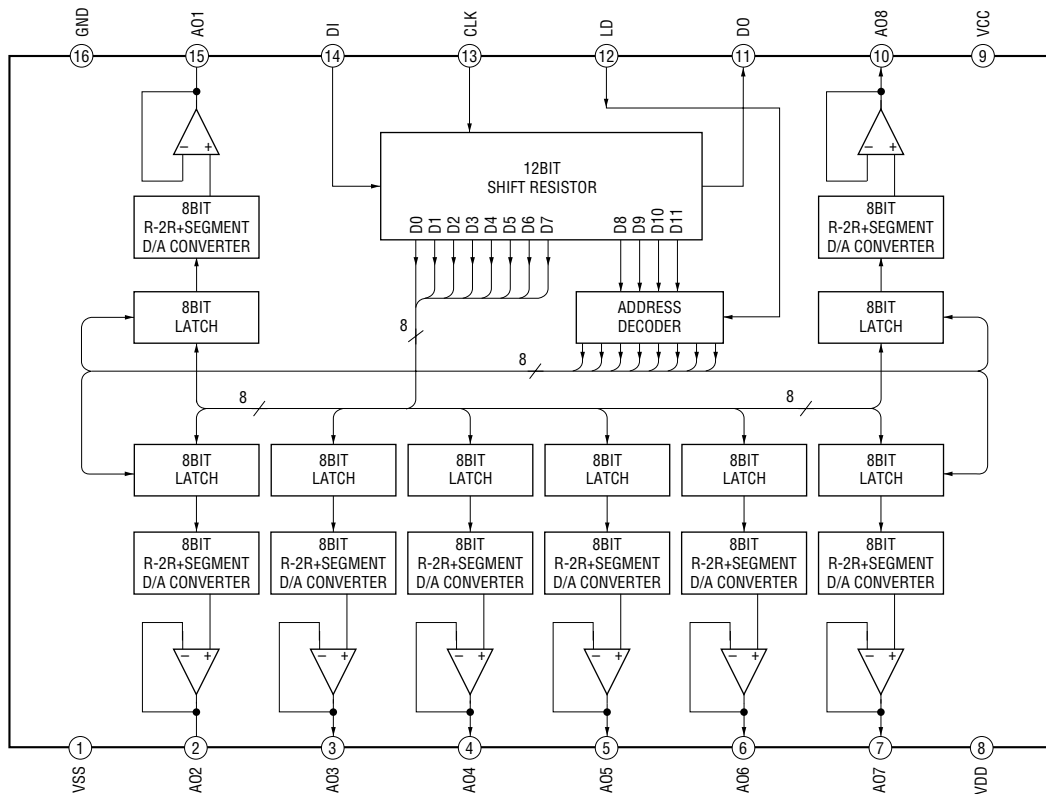 GND
AO1
DI
CLK
LD
DO
AO8
VCC
16
15
14
13
12
11
10
9
– +
– +
12BIT
SHIFT RESISTOR
D0
D1
D2
D3
D4
D5
D6
D7
D8
D9
D10
D11
8BIT
R-2R+SEGMENT
D/A CONVERTER
8BIT
R-2R+SEGMENT
D/A CONVERTER
8BIT
LATCH
ADDRESS
DECODER
8BIT
LATCH
8
8
8
8
8BIT
LATCH
8BIT
LATCH
8BIT
LATCH
8BIT
LATCH
8BIT
LATCH
8BIT
LATCH
8BIT
R-2R+SEGMENT
D/A CONVERTER
8BIT
R-2R+SEGMENT
D/A CONVERTER
8BIT
R-2R+SEGMENT
D/A CONVERTER
8BIT
R-2R+SEGMENT
D/A CONVERTER
8BIT
R-2R+SEGMENT
D/A CONVERTER
8BIT
R-2R+SEGMENT
D/A CONVERTER
– +
– +
– +
– +
– +
– +
1
2
3
4
5
6
7
8
VSS
AO2
AO3
AO4
AO5
AO6
AO7
VDD